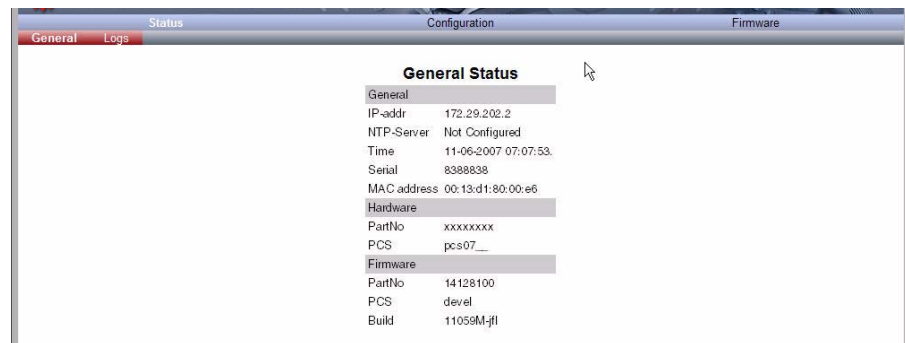 Status Configuration Firmware
General Logs
General Status
General
IP-addr 172.29.202.2
NTP-Server Not Configured
Time 11-06-2007 07:07:53.
Serial 8388838
MAC address 00:13:d1:80:00:e6
Hardware
PartNo xxxxxxxx
PCS pcs07__
Firmware
PartNo 14128100
PCS devel
Build 11059M-jfl